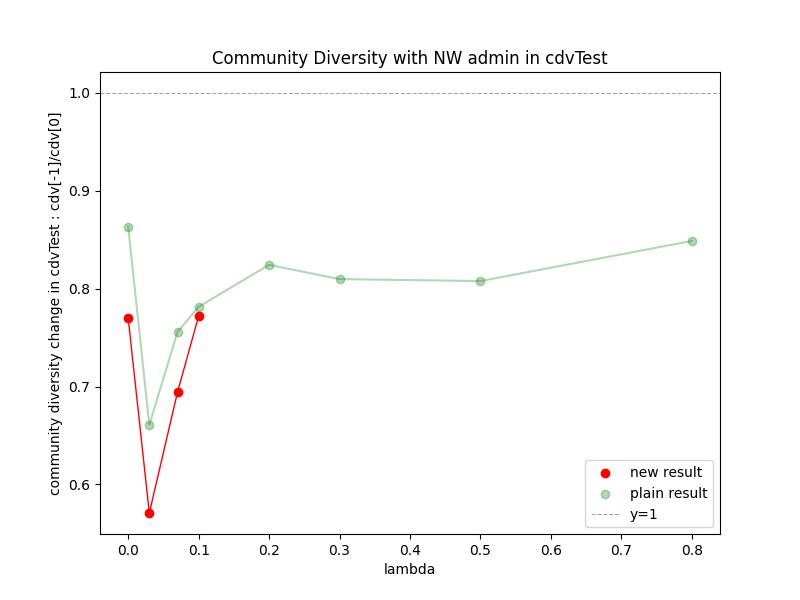 Community Diversity with NW admin in cdvTest
community diversity change in cdvTest : cdv[-1]/cdv[0]
1.0
0.9
0.8
0.7
0.6
0.0 0.1 0.2 0.3 0.4 0.5 0.6 0.7 0.8
lambda
new result
plain result
y=1